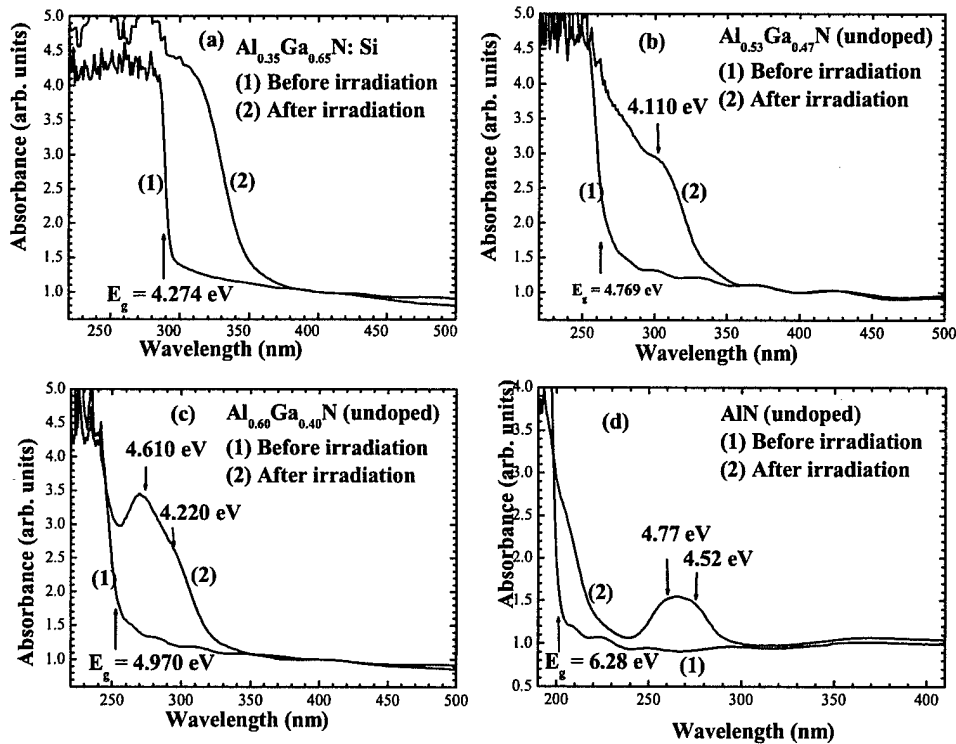 (a)
Al0.35Ga0.65N: Si
(1) Before irradiation
(2) After irradiation
(1)
(2)
Eg = 4.274 eV
Absorbance (arb. units)
5.0
4.5
4.0
3.5
3.0
2.5
2.0
1.5
1.0
250
300
350
400
450
500
Wavelength (nm)
(b)
Al0.53Ga0.47N (undoped)
(1) Before irradiation
(2) After irradiation
4.110 eV
(1)
(2)
Eg = 4.769 eV
Absorbance (arb. units)
5.0
4.5
4.0
3.5
3.0
2.5
2.0
1.5
1.0
250
300
350
400
450
500
Wavelength (nm)
(c)
Al0.60Ga0.40N (undoped)
(1) Before irradiation
(2) After irradiation
4.610 eV
4.220 eV
(1)
(2)
Eg = 4.970 eV
Absorbance (arb. units)
5.0
4.5
4.0
3.5
3.0
2.5
2.0
1.5
1.0
250
300
350
400
450
500
Wavelength (nm)
(d)
AlN (undoped)
(1) Before irradiation
(2) After irradiation
4.77 eV
4.52 eV
(2)
Eg = 6.28 eV
(1)
Absorbance (arb. units)
4.0
3.5
3.0
2.5
2.0
1.5
1.0
0.5
200
250
300
350
400
Wavelength (nm)